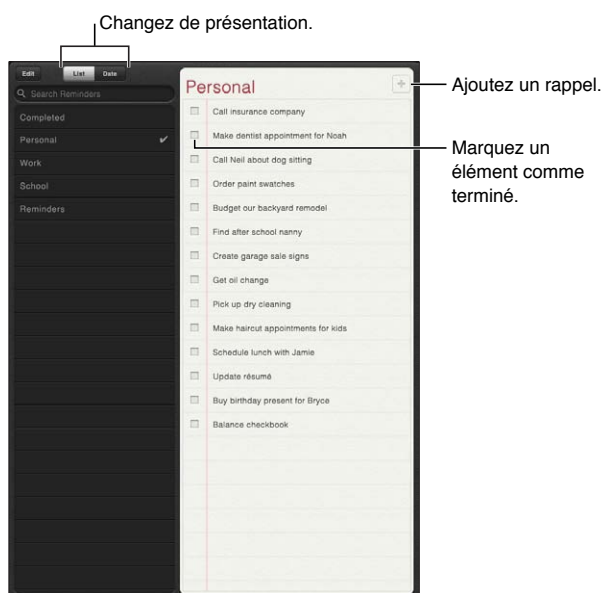 Changez de présentation.
Edit
List
Date
Search Reminders
Completed
Personal
Work
School
Reminders
Personal
Call insurance company
Make dentist appointment for Noah
Call Neil about dog sitting
Order paint swatches
Budget our backyard remodel
Find after school nanny
Create garage sale signs
Get oil change
Pick up dry cleaning
Make haircut appointments for kids
Schedule lunch with Jamie
Update résumé
Buy birthday present for Bryce
Balance checkbook
Ajoutez un rappel.
Marquez un
élément comme
terminé.